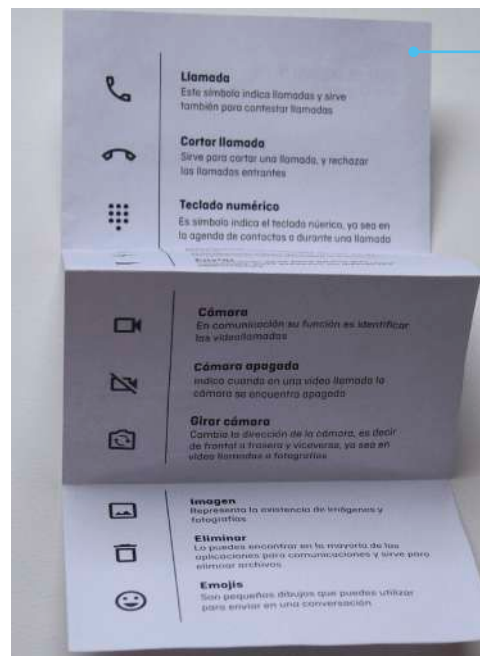 Llamada
Este símbolo indica llamadas y sirve
también para contestar llamadas
Cortar llamada
Sirve para cortar una llamada, y rechazar
las llamadas entrantes
Teclado numérico
Es símbolo indica el teclado núerico, ya sea en
la agenda de contactos o durante una llamada
Cámara
En comunicación su función es identificar
las videollamadas
Cámara apagada
Indica cuando en una video llamada la
cámara se encuentra apagada
Girar cámara
Cambia la dirección de la cámara, es decir
de frontal a trasera y viceversa, ya sea en
video llamadas o fotografías
Imagen
Representa la existencia de imágenes y
fotografías
Eliminar
Lo puedes encontrar en la mayoría de las
aplicaciones para comunicaciones y sirve para
eliminar archivos
Emojis
Son pequeños dibujos que puedes utilizar
para enviar en una conversación